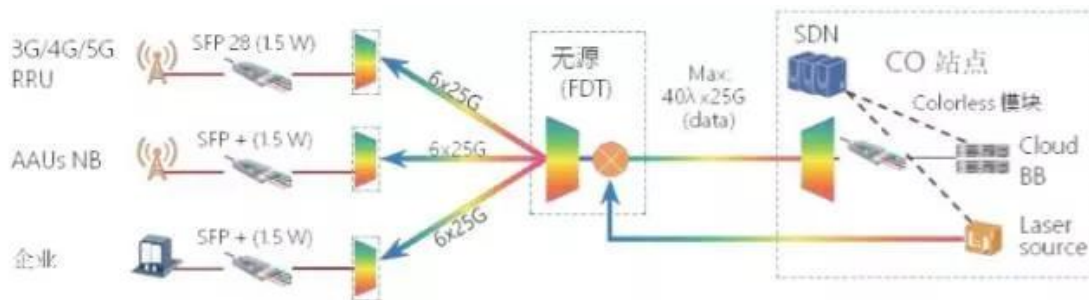 3G/4G/5G
RRU
SFP 28 (1.5 W)
6x25G
无源
(FDT)
Max:
40λx25G
(data)
SDN
CO 站点
Colorless 模块
AAUs NB
SFP + (1.5 W)
6x25G
Cloud
BB
企业
SFP + (1.5 W)
6x25G
Laser
source